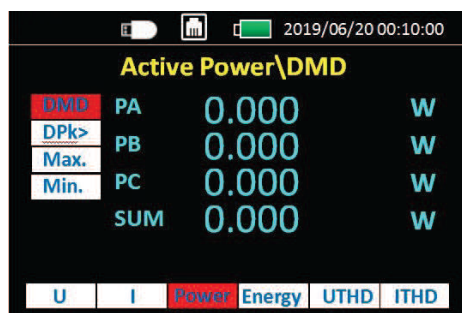 2019/06/20 00:10:00
Active Power\DMD
DMD PA 0.000 W
DPk>
PB 0.000 W
Max.
Min. PC 0.000 W
SUM 0.000 W
U I Power Energy UTHD ITHD